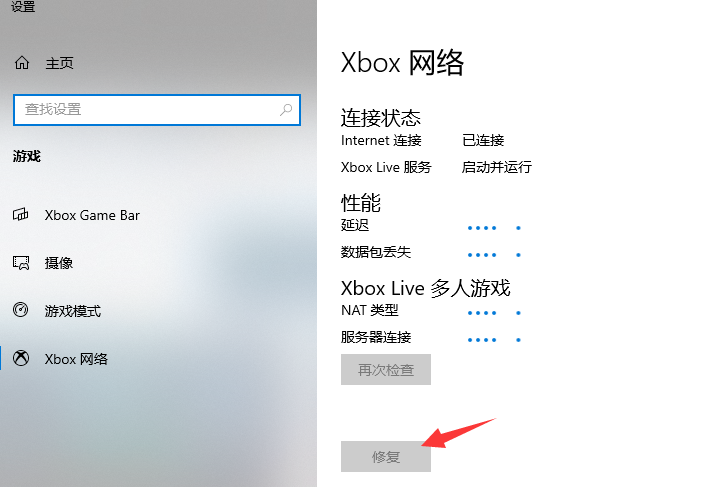 设置
主页
查找设置
游戏
Xbox Game Bar
摄像
游戏模式
Xbox 网络
Xbox 网络
连接状态
Internet 连接 已连接
Xbox Live 服务 启动并运行
性能
延迟
数据包丢失
Xbox Live 多人游戏
NAT 类型
服务器连接
再次检查
修复